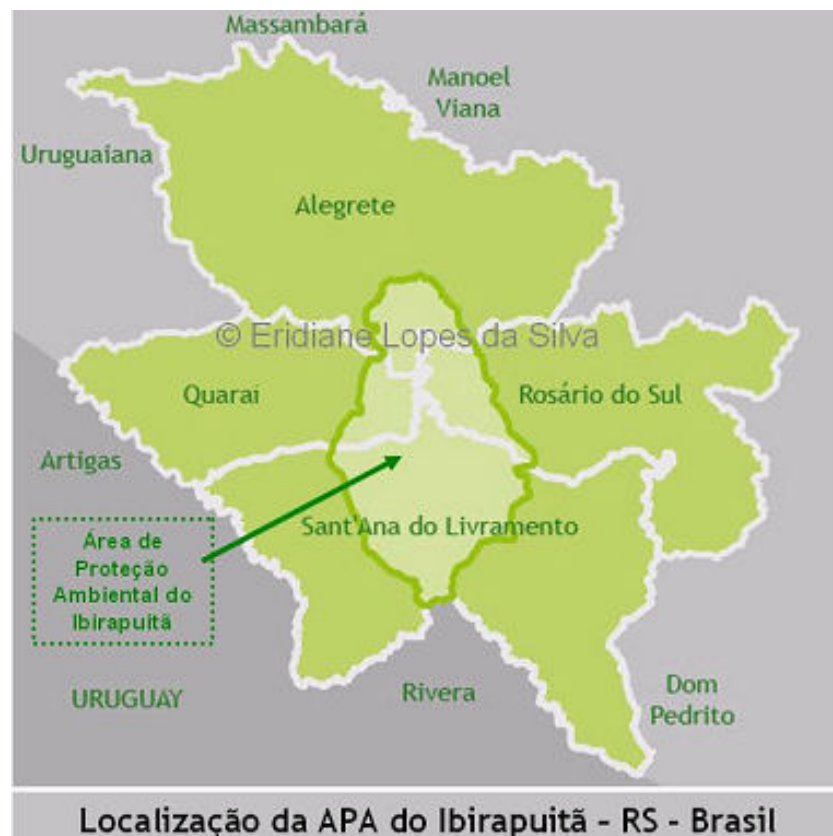 Massambará
Manoel
Viana
Uruguaiana
Alegrete
© Eridiane Lopes da Silva
Quarai
Rosário do Sul
Artigas
Sant'Ana do Livramento
Área de
Proteção
Ambiental do
Ibirapuitã
URUGUAY
Rivera
Dom
Pedrito
Localização da APA do Ibirapuitã - RS - Brasil